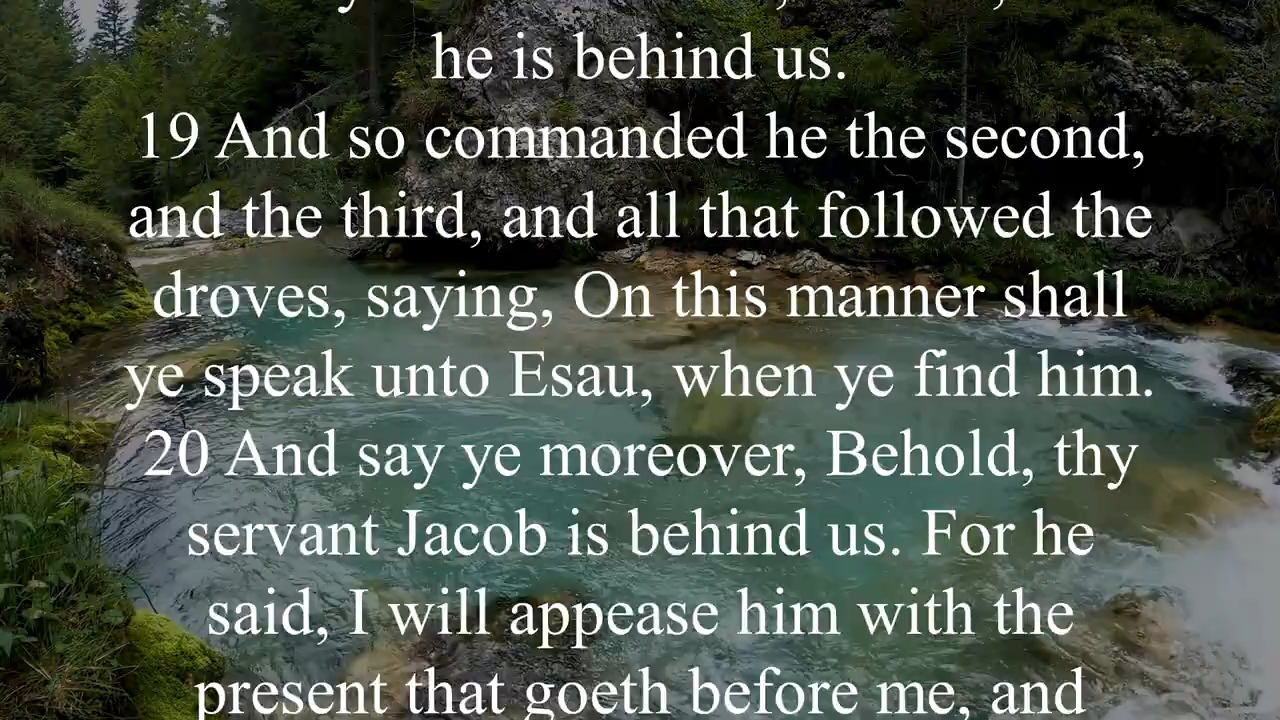 he is behind us.
19 And so commanded he the second,
and the third, and all that followed the
droves, saying, On this manner shall
ye speak unto Esau, when ye find him.
20 And say ye moreover, Behold, thy
servant Jacob is behind us. For he
said, I will appease him with the
present that goeth before me, and